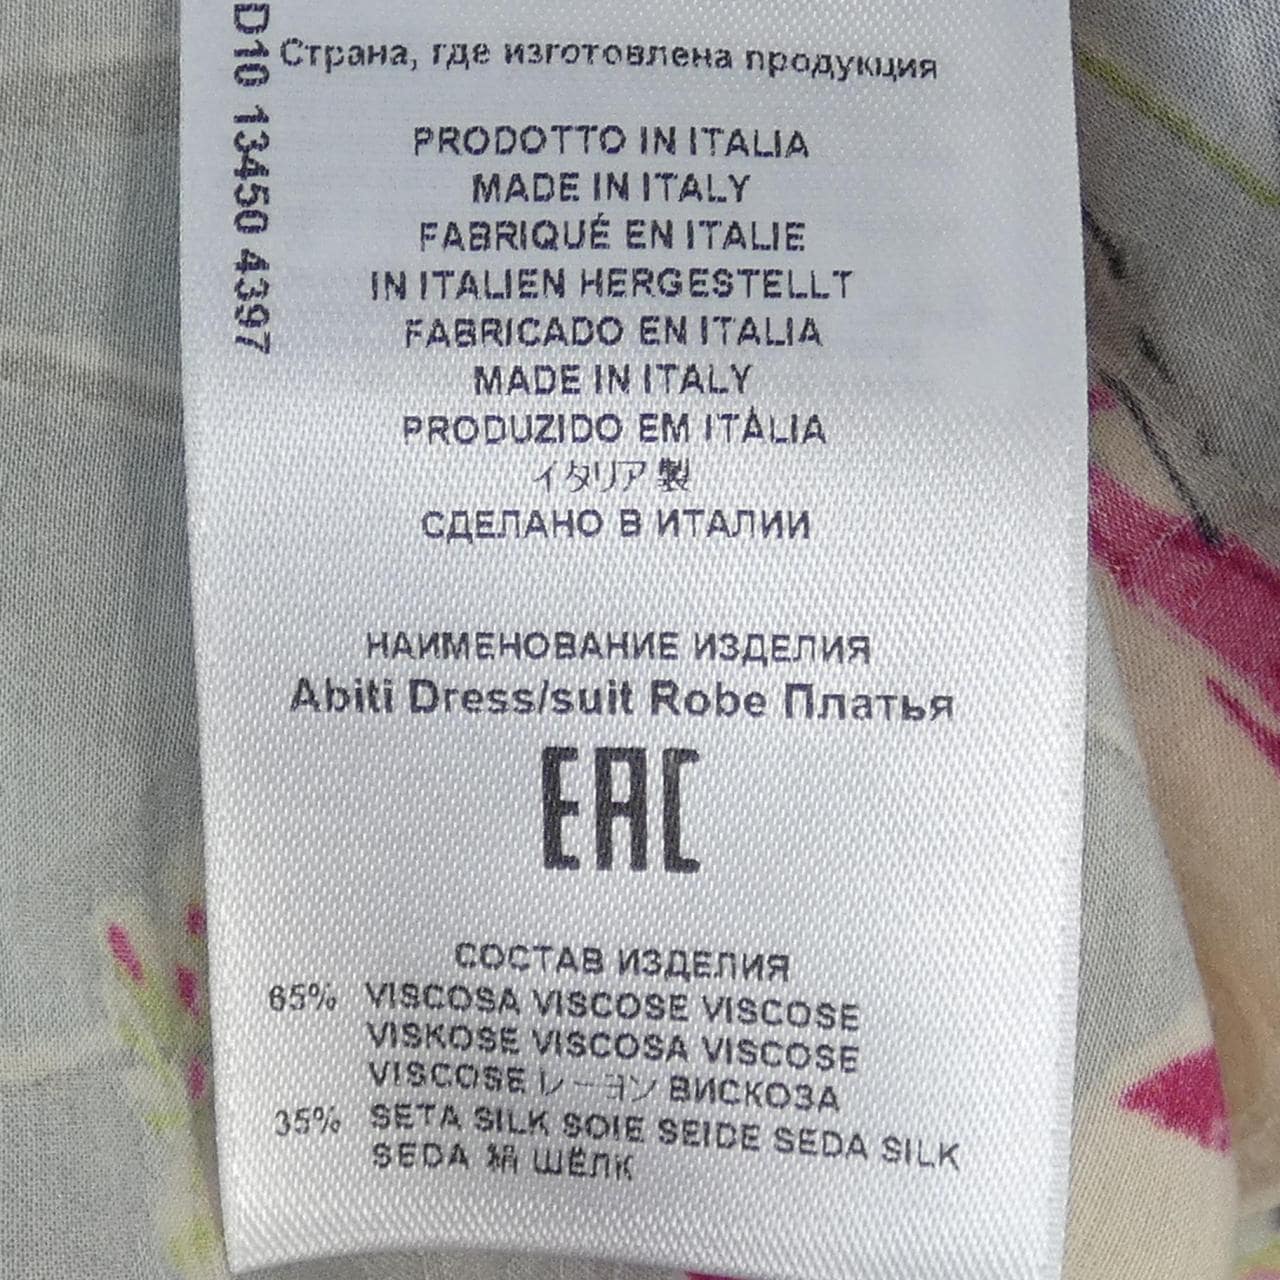 D10 13450 4397
Страна, где изготовлена продукция
PRODOTTO IN ITALIA
MADE IN ITALY
FABRIQUÉ EN ITALIE
IN ITALIEN HERGESTELLT
FABRICADO EN ITALIA
MADE IN ITALY
PRODUZIDO EM ITÁLIA
イタリア製
СДЕЛАНО В ИТАЛИИ
НАИМЕНОВАНИЕ ИЗДЕЛИЯ
Abiti Dress/suit Robe Платья
EAC
СОСТАВ ИЗДЕЛИЯ
65% VISCOSA VISCOSE VISCOSE
VISKOSE VISCOSA VISCOSE
VISCOSE レーヨン ВИСКОЗА
35% SETA SILK SOIE SEIDE SEDA SILK
SEDA 絹 ШЁЛК